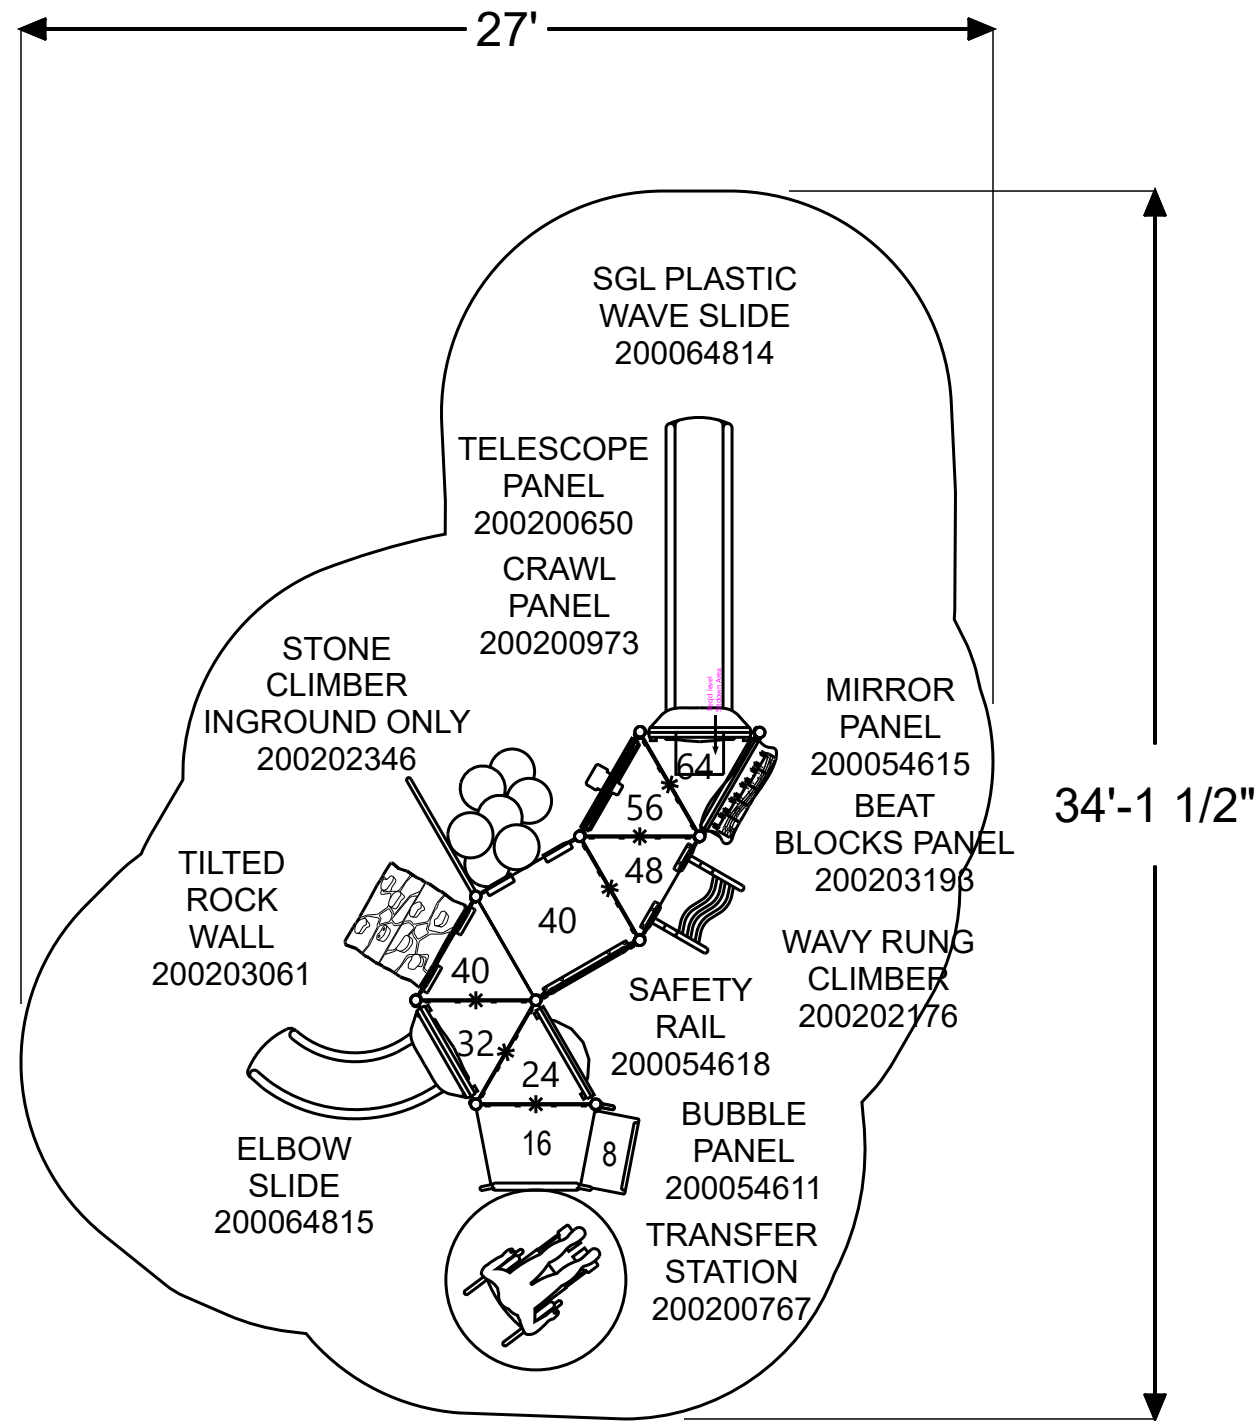 27'
SGL PLASTIC
WAVE SLIDE
200064814
TELESCOPE
PANEL
200200650
CRAWL
PANEL
200200973
STONE
CLIMBER
INGROUND ONLY
200202346
MIRROR
PANEL
200054615
BEAT
BLOCKS PANEL
200203193
34'-1 1/2"
64
56
48
40
40
32
24
16
8
TILTED
ROCK
WALL
200203061
WAVY RUNG
CLIMBER
200202176
SAFETY
RAIL
200054618
BUBBLE
PANEL
200054611
ELBOW
SLIDE
200064815
TRANSFER
STATION
200200767